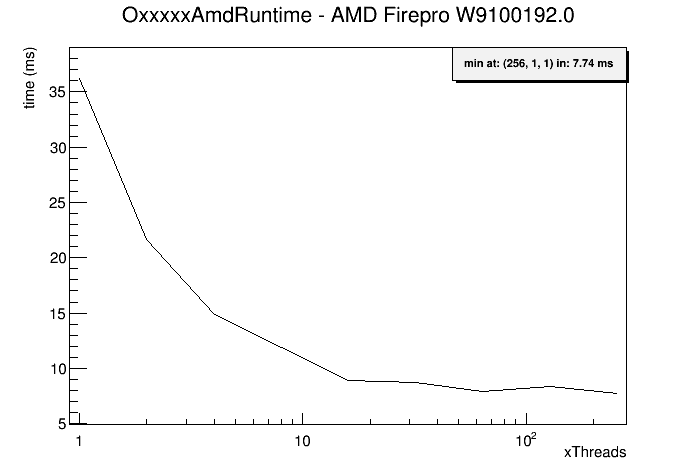 OxxxxxAmdRuntime - AMD Firepro W9100192.0
time (ms)
min at: (256, 1, 1) in: 7.74 ms
35
30
25
20
15
10
5
1
10
10²
xThreads